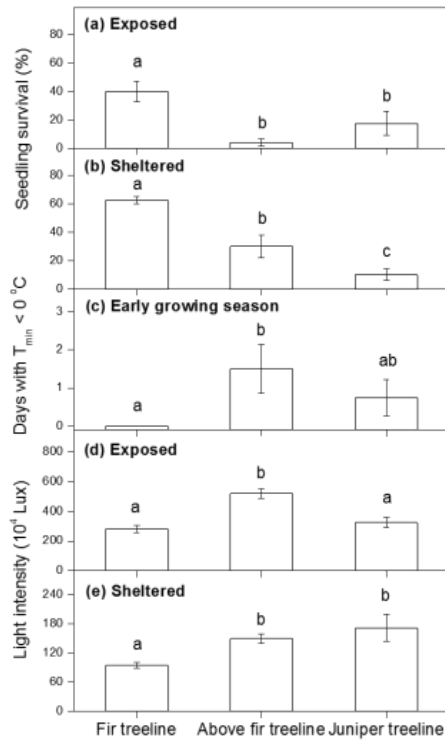 (a) Exposed
Seedling survival (%)
80
60
40
20
0
a
b
b
(b) Sheltered
80
60
40
20
0
a
b
c
(c) Early growing season
Days with Tmin < 0 °C
3
2
1
0
a
b
ab
(d) Exposed
Light intensity (10⁴ Lux)
800
600
400
200
0
a
b
a
(e) Sheltered
240
180
120
60
0
a
b
b
Fir treeline Above fir treeline Juniper treeline